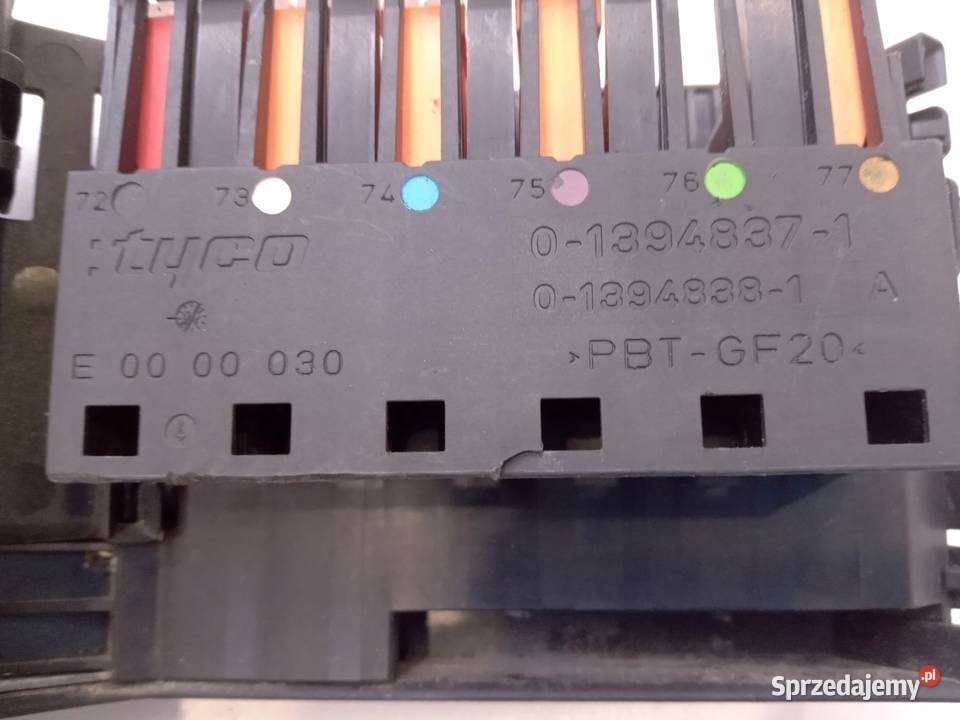 72 73 74 75 76 77
tyco 0-1394837-1
0-1394838-1 A
E 00 00 030 >PBT-GF20<
Sprzedajemy.pl